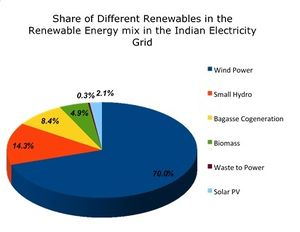 Share of Different Renewables in the
Renewable Energy mix in the Indian Electricity
Grid
0.3%
2.1%
4.9%
8.4%
14.3%
70.0%
Wind Power
Small Hydro
Bagasse Cogeneration
Biomass
Waste to Power
Solar PV